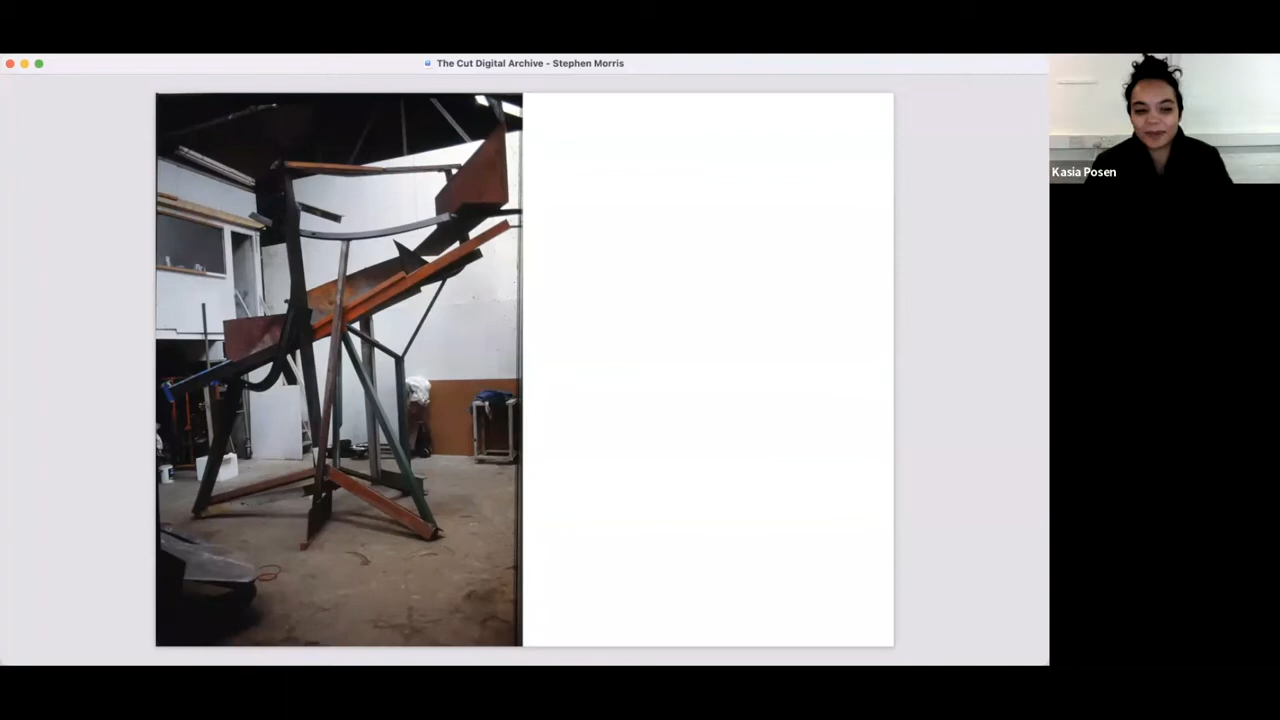 The Cut Digital Archive - Stephen Morris
Kasia Posen